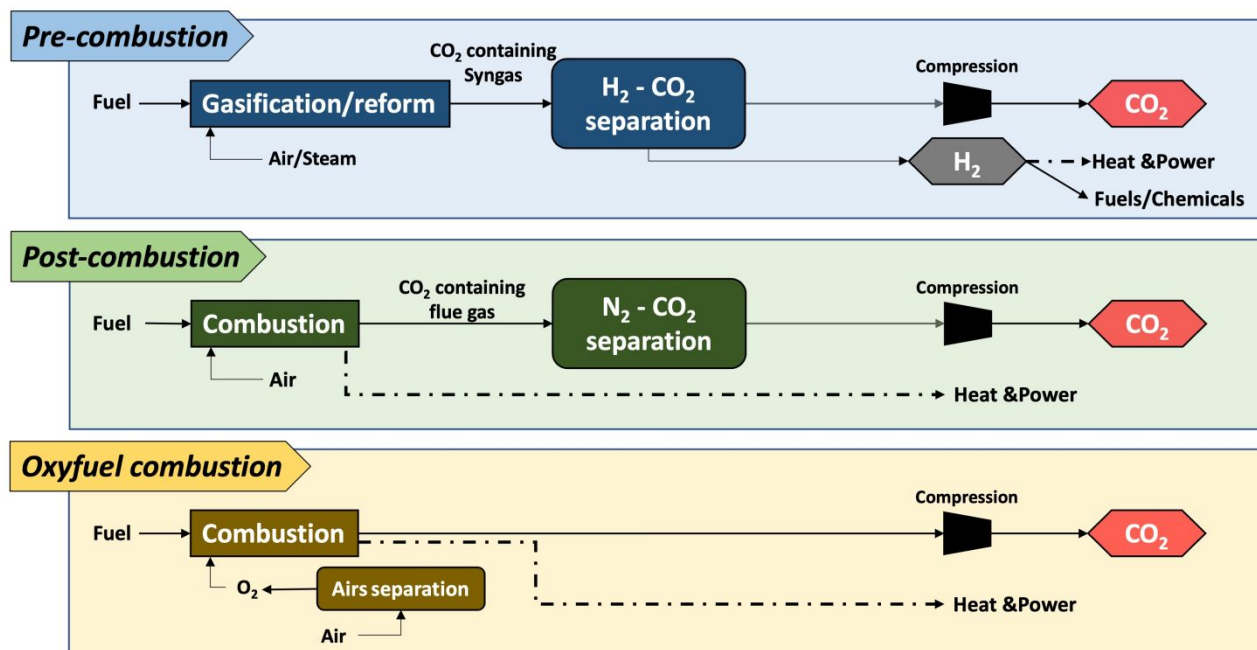 Pre-combustion
CO₂ containing
Syngas
Compression
Fuel
Gasification/reform
H₂ - CO₂
separation
CO₂
Air/Steam
H₂
Heat &Power
Fuels/Chemicals
Post-combustion
CO₂ containing
flue gas
Compression
Fuel
Combustion
N₂ - CO₂
separation
CO₂
Air
Heat &Power
Oxyfuel combustion
Compression
Fuel
Combustion
CO₂
O₂
Airs separation
Heat &Power
Air